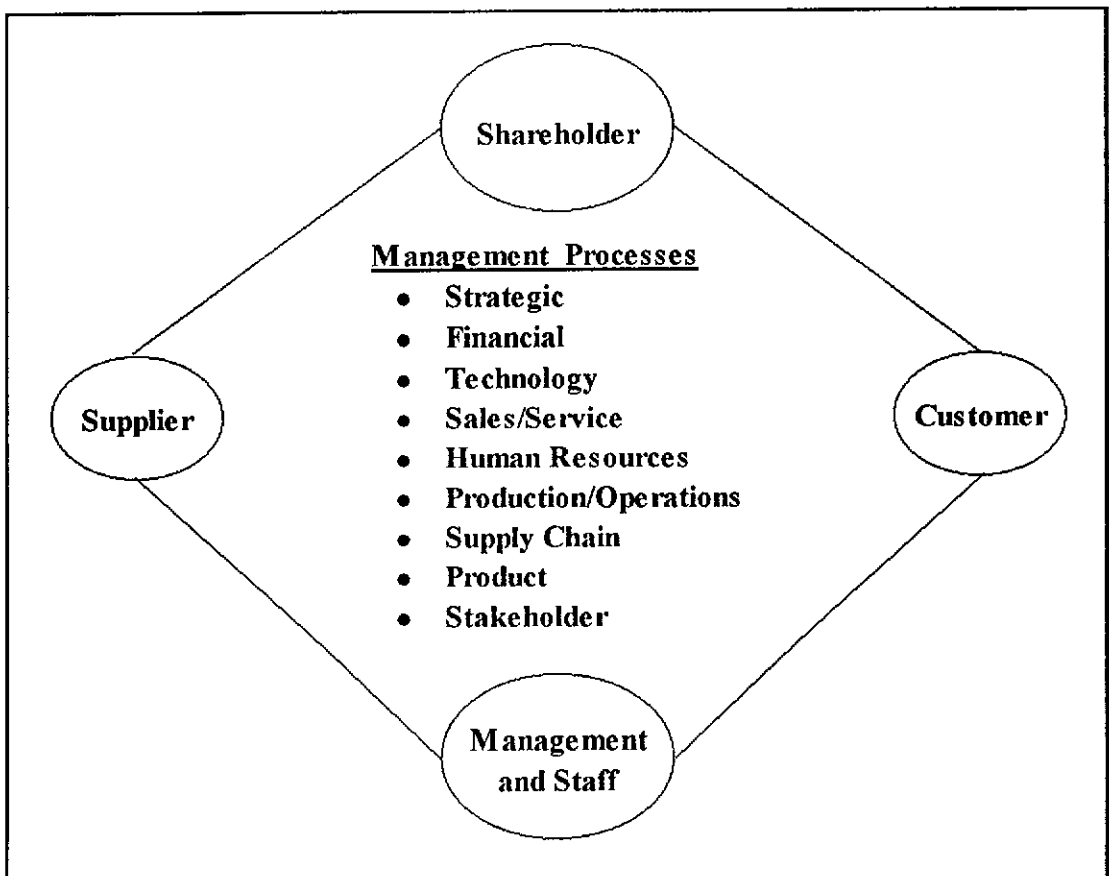 Shareholder
Management Processes
● Strategic
● Financial
● Technology
● Sales/Service
● Human Resources
● Production/Operations
● Supply Chain
● Product
● Stakeholder
Supplier
Customer
Management
and Staff